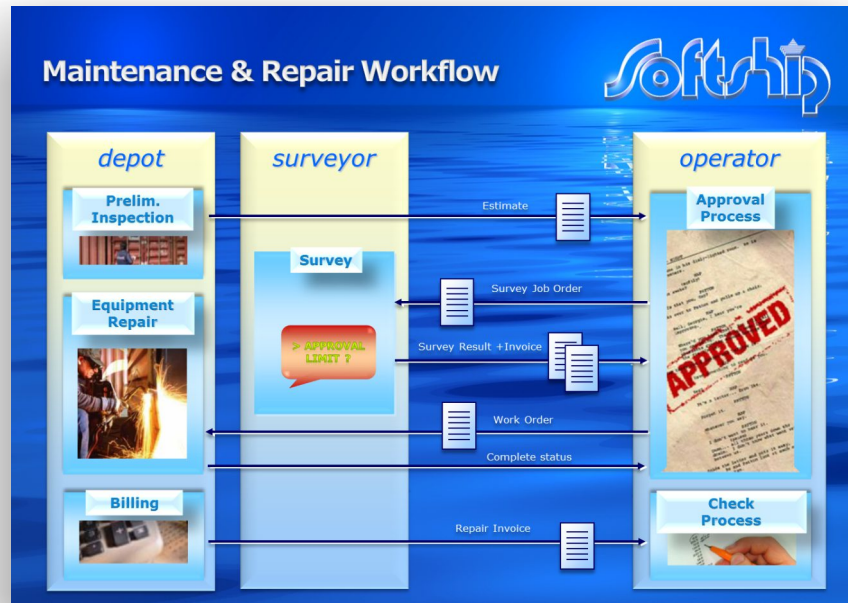 Maintenance & Repair Workflow
Softship
depot
surveyor
operator
Prelim.
Inspection
Estimate
Approval
Process
Survey
Survey Job Order
Equipment
Repair
> APPROVAL
LIMIT ?
Survey Result +Invoice
APPROVED
Work Order
Complete status
Billing
Repair Invoice
Check
Process